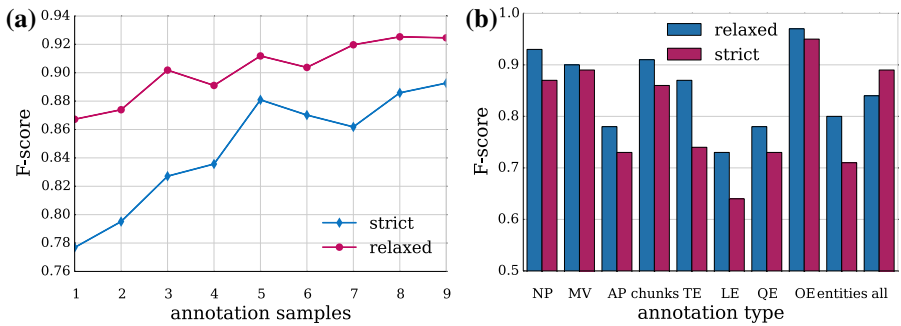 (a)
F-score
0.94
0.92
0.90
0.88
0.86
0.84
0.82
0.80
0.78
0.76
strict
relaxed
1 2 3 4 5 6 7 8 9
annotation samples
(b)
F-score
1.0
0.9
0.8
0.7
0.6
0.5
relaxed
strict
NP MV AP chunks TE LE QE OE entities all
annotation type